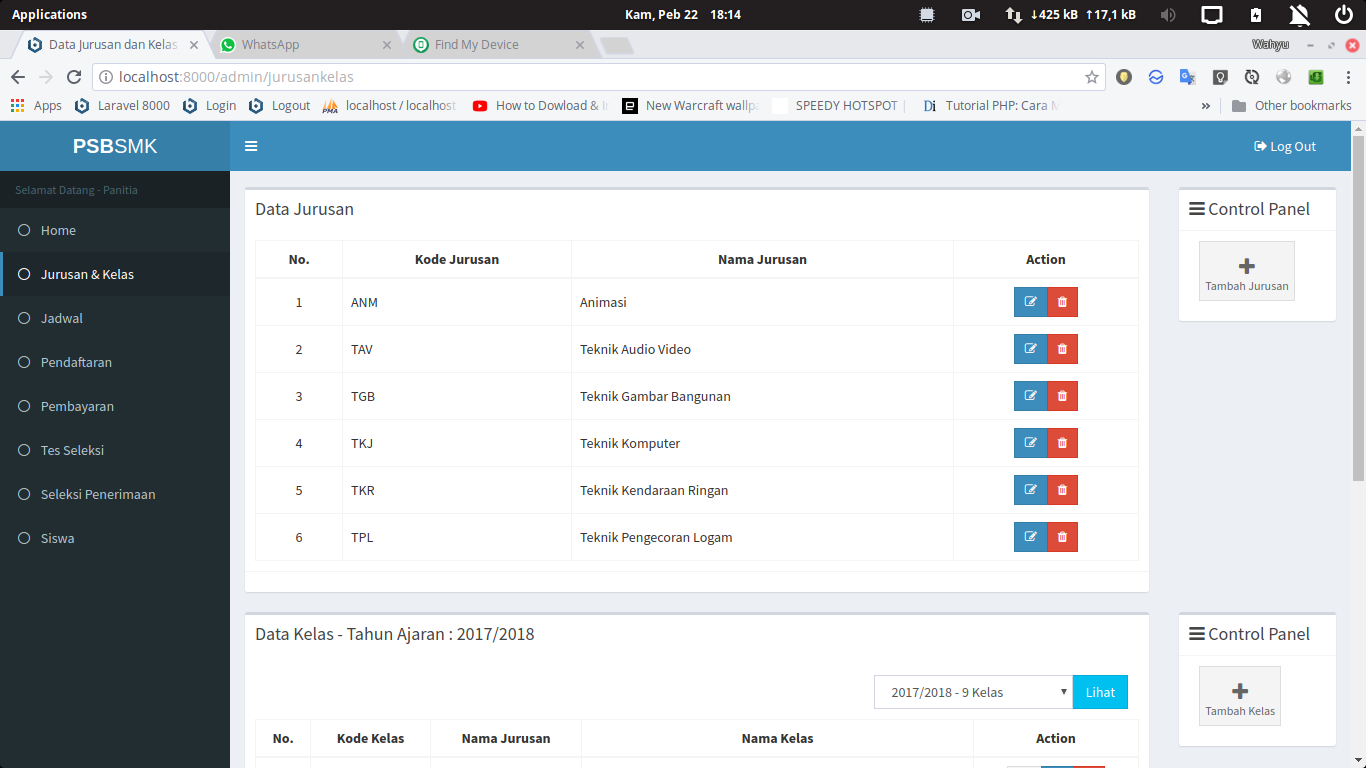 Applications
Kam, Peb 22 18:14
↓425 kB ↑17,1 kB
Data Jurusan dan Kelas
WhatsApp
Find My Device
Wahyu
localhost:8000/admin/jurusankelas
Apps
Laravel 8000
Login
Logout
PMA
localhost / localhost
How to Dowload & I
New Warcraft wallpa
SPEEDY HOTSPOT |
Di
Tutorial PHP: Cara M
»
Other bookmarks
PSBSMK
Log Out
Selamat Datang - Panitia
Home
Jurusan & Kelas
Jadwal
Pendaftaran
Pembayaran
Tes Seleksi
Seleksi Penerimaan
Siswa
Data Jurusan
No. Kode Jurusan Nama Jurusan Action
1 ANM Animasi
2 TAV Teknik Audio Video
3 TGB Teknik Gambar Bangunan
4 TKJ Teknik Komputer
5 TKR Teknik Kendaraan Ringan
6 TPL Teknik Pengecoran Logam
Control Panel
Tambah Jurusan
Data Kelas - Tahun Ajaran : 2017/2018
2017/2018 - 9 Kelas
Lihat
No. Kode Kelas Nama Jurusan Nama Kelas Action
Control Panel
Tambah Kelas